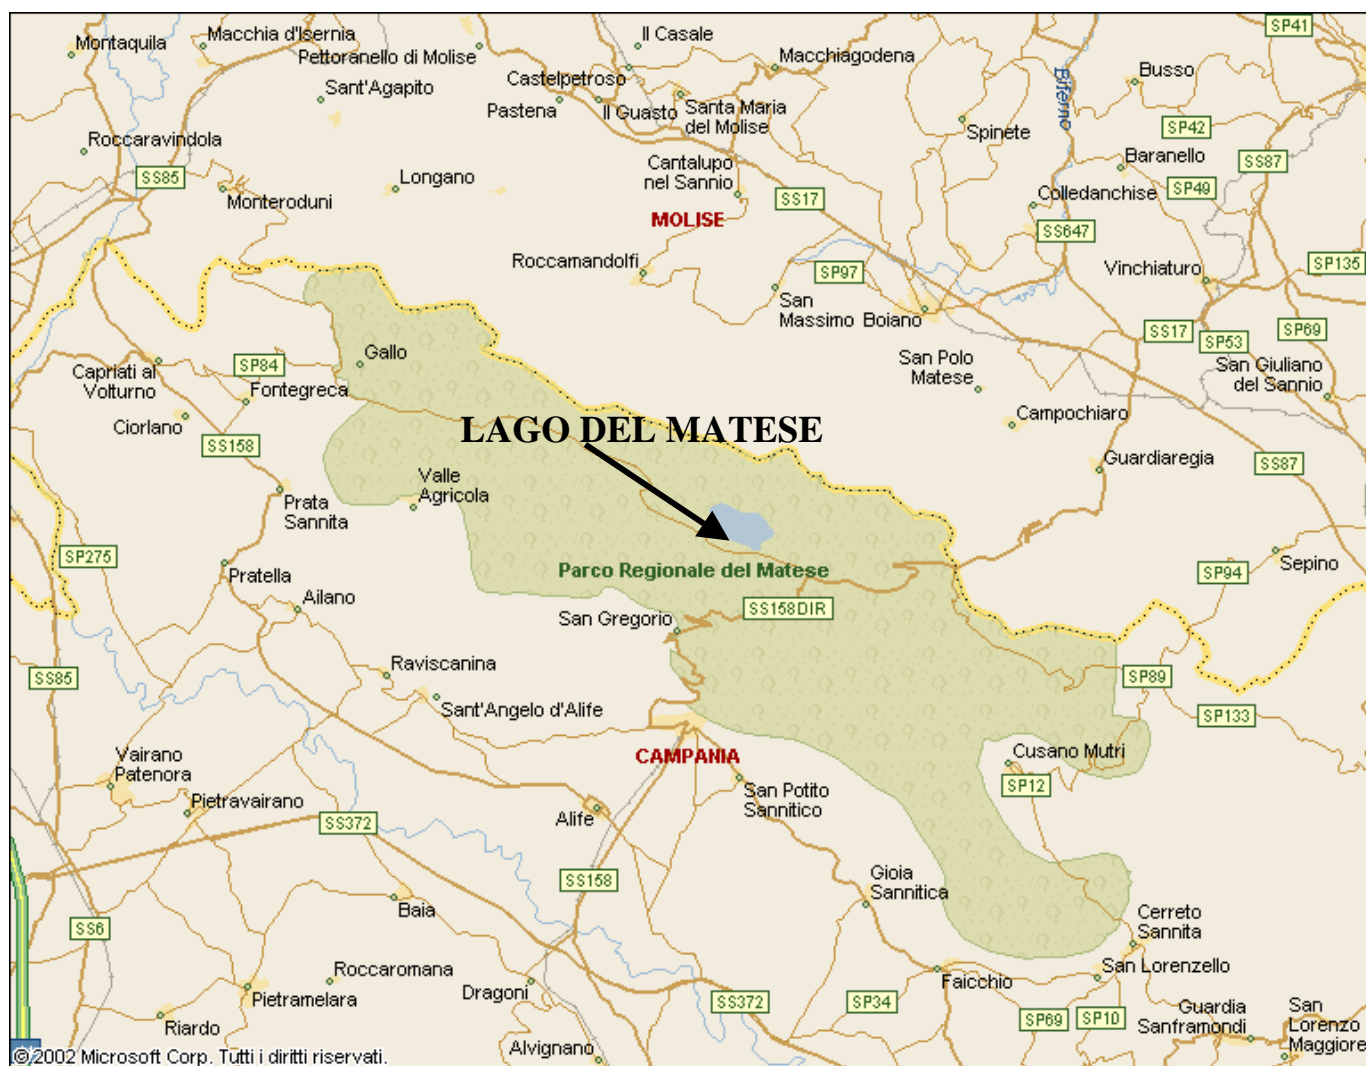 SP41
Macchia d'Isernia
Il Casale
Montaquila
Pettoranello di Molise
Macchiagodena
Castelpetroso
Busso
Sant'Agapito
Biferno
Pastena
Il Guasto
Santa Maria
del Molise
Spinete
SP42
Roccaravindola
Baranello
SS87
SS85
Longano
Cantalupo
nel Sannio
SP49
Monteroduni
SS17
Colledanchise
MOLISE
SS647
Roccamandolfi
SP97
Vinchiaturo
SP135
San
Massimo
Boiano
SS17
SP53
SP69
Gallo
San Polo
Matese
San Giuliano
del Sannio
Capriati al
Volturno
SP84
Fontegreca
Ciorlano
Campochiaro
LAGO DEL MATESE
SS158
Guardiaregia
SS87
Valle
Agricola
Prata
Sannita
SP275
Sepino
Pratella
Parco Regionale del Matese
SP94
Ailano
SS158DIR
San Gregorio
Raviscanina
SS85
SP89
Sant'Angelo d'Alife
SP133
Vairano
Patenora
CAMPANIA
Cusano Mutri
SP12
San Potito
Sannitico
Pietravairano
Alife
SS372
Gioia
Sannitica
SS158
Baia
SS6
Cerreto
Sannita
Roccaromana
Dragoni
San Lorenzello
Faicchio
Pietramelara
SS372
SP34
Riardo
SP69
SP10
Guardia
Sanframondi
San
Lorenzo
Maggiore
Alvignano
©2002 Microsoft Corp. Tutti i diritti riservati.